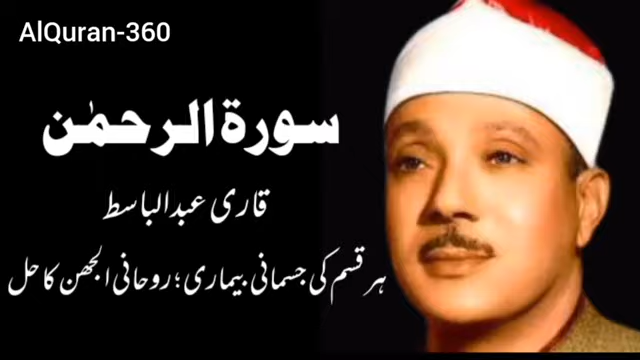 AlQuran-360
سورۃ الرحمٰن
قاری عبدالباسط
ہر قسم کی جسمانی بیماری؛ روحانی الجھن کا حل